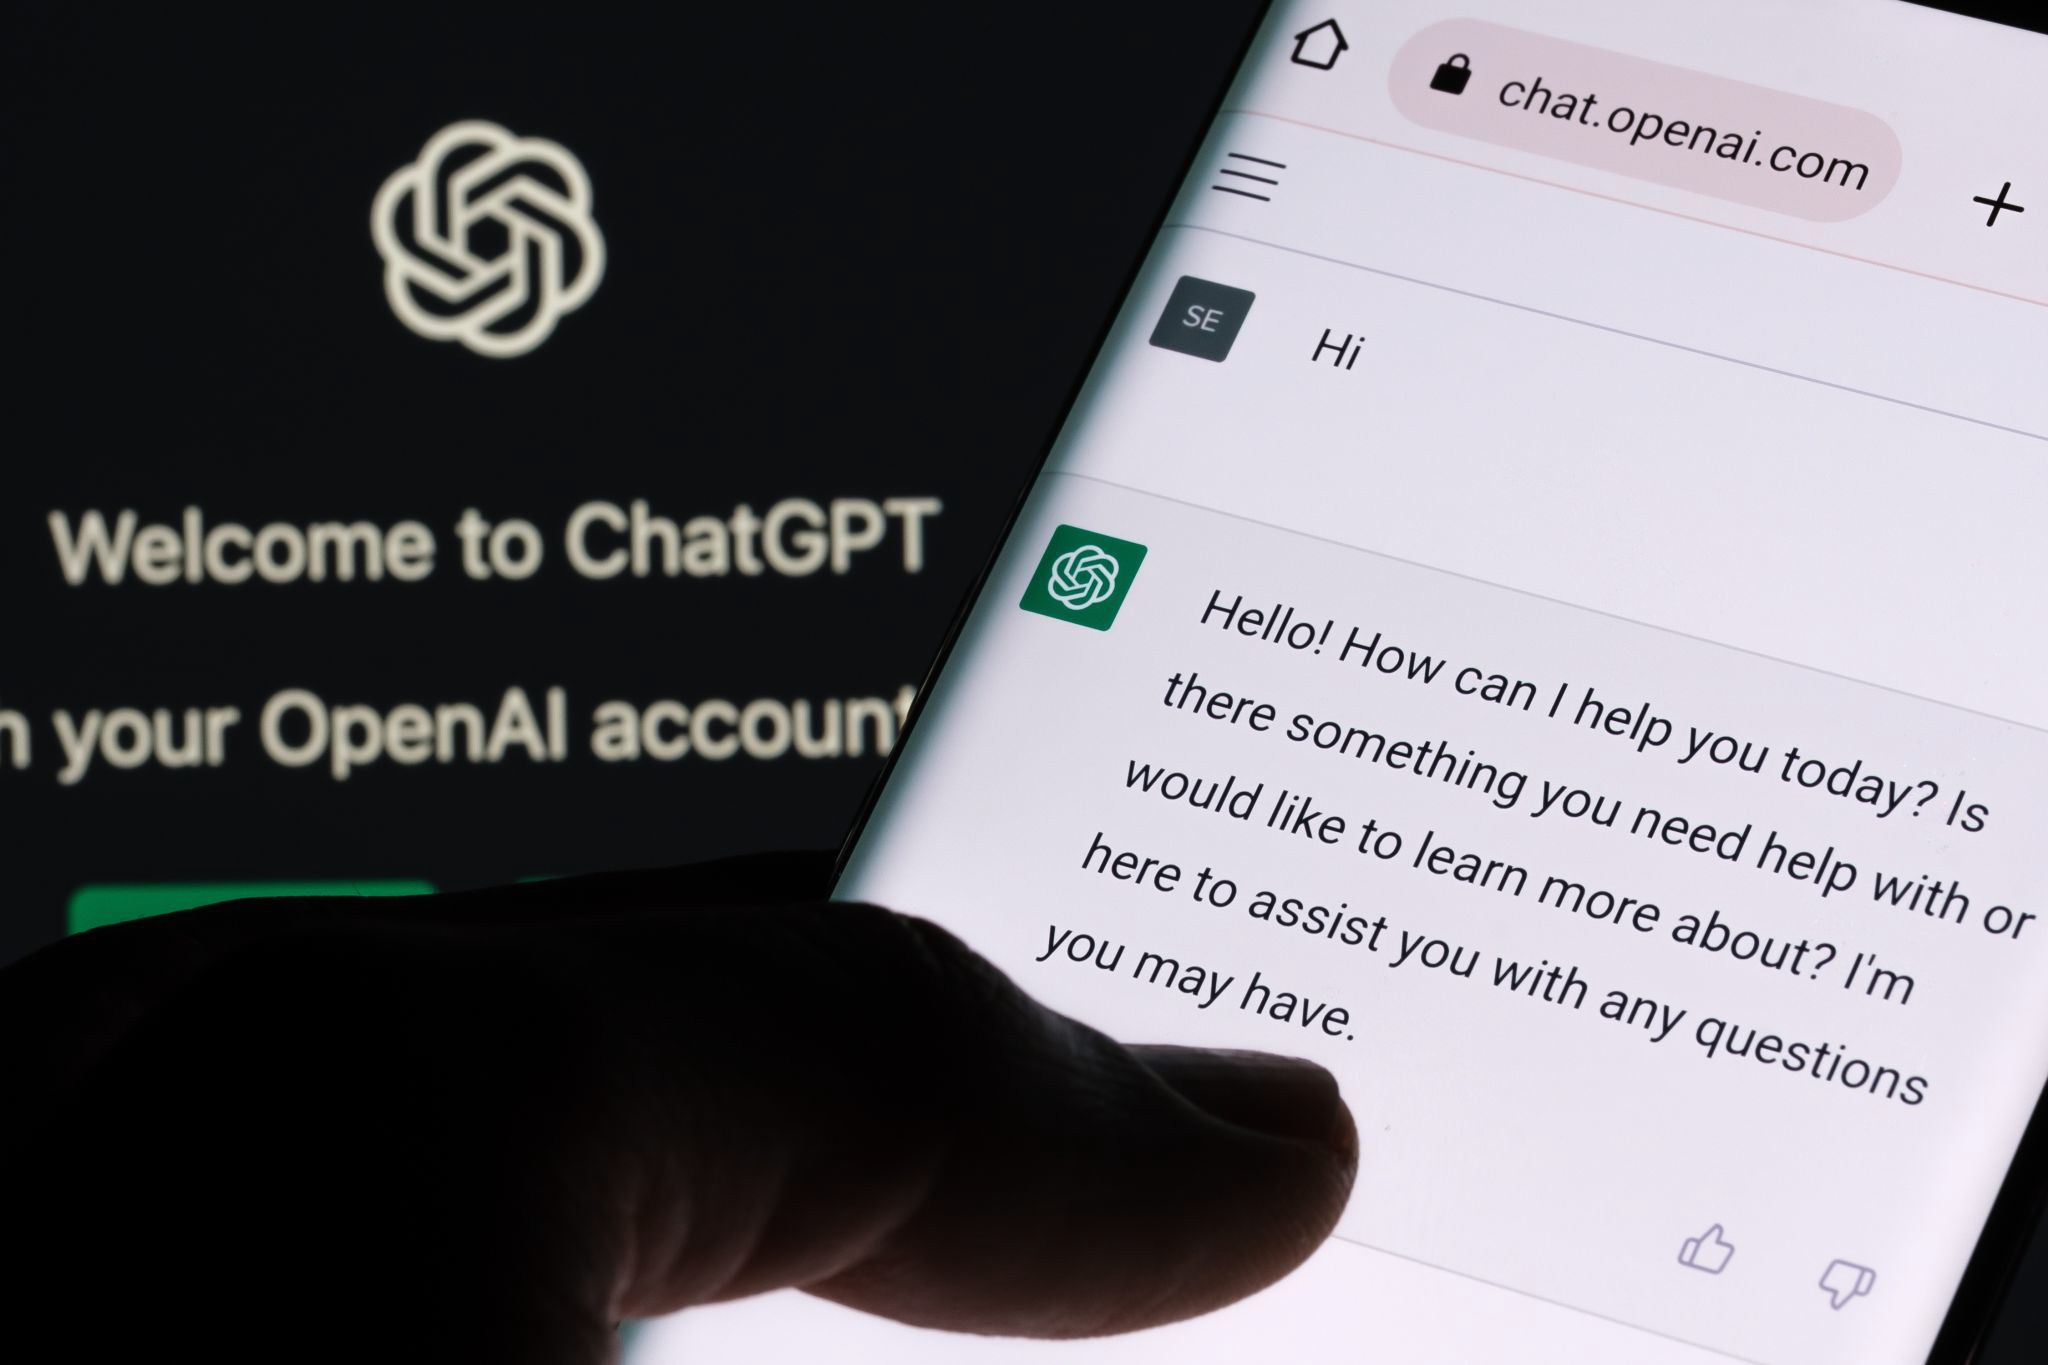 Welcome to ChatGPT
your OpenAI account
chat.openai.com
SE
Hi
Hello! How can I help you today? Is
there something you need help with or
would like to learn more about? I'm
here to assist you with any questions
you may have.